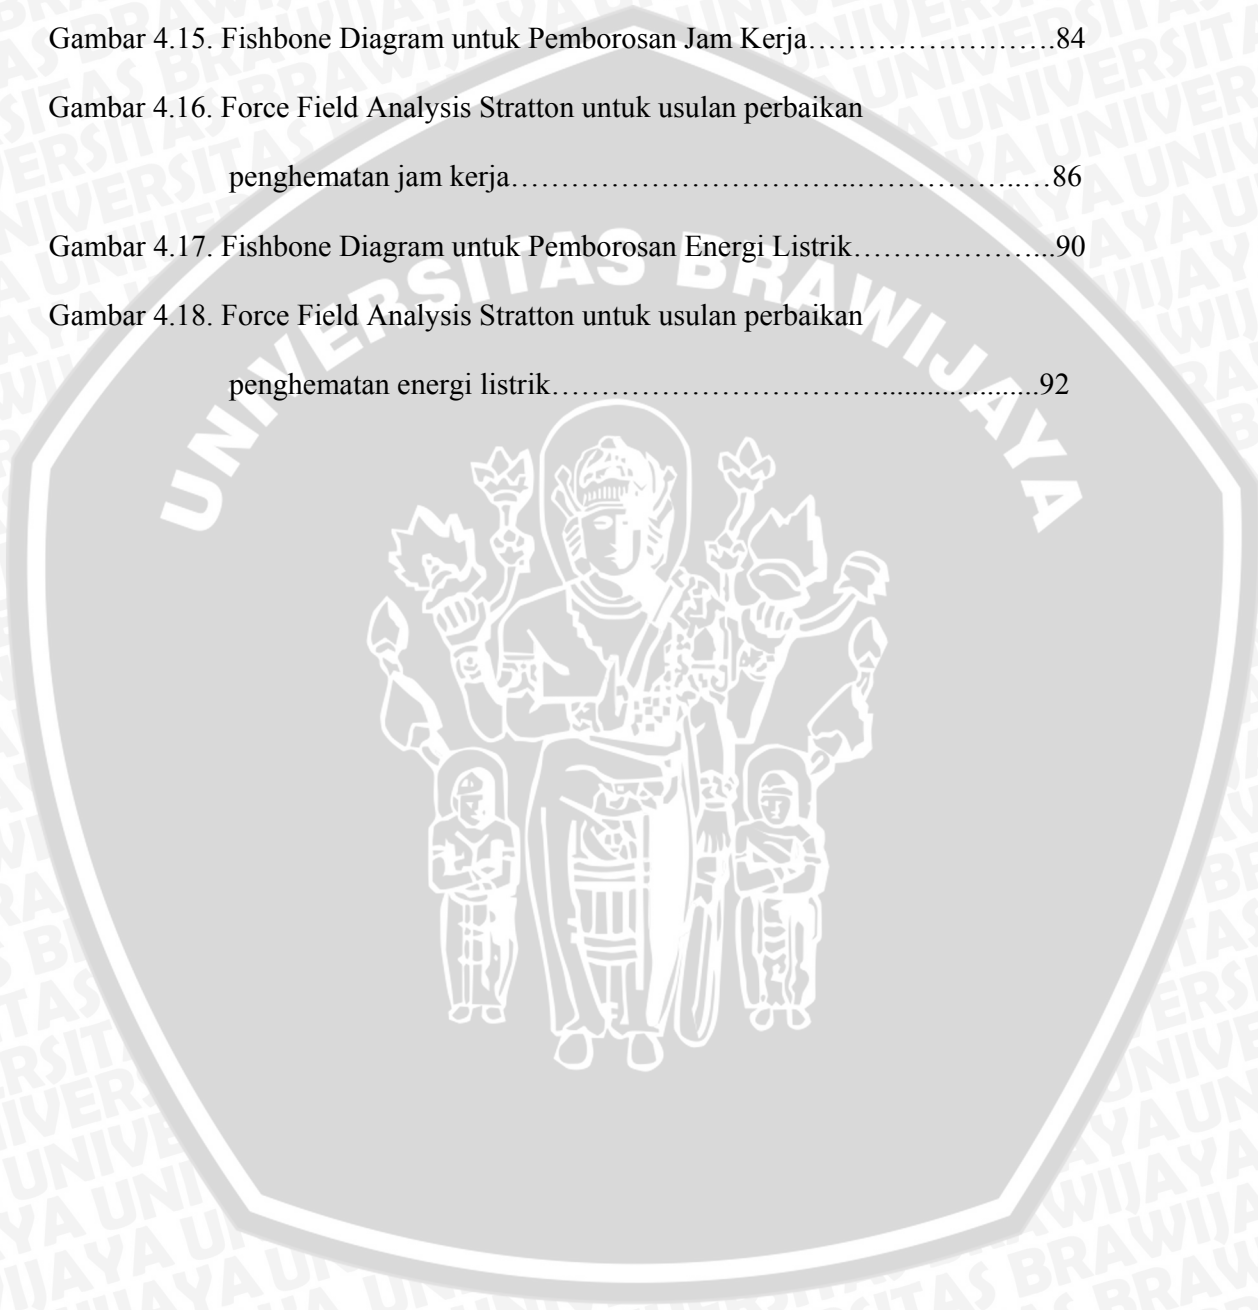 Gambar 4.15. Fishbone Diagram untuk Pemborosan Jam Kerja…………………….84
Gambar 4.16. Force Field Analysis Stratton untuk usulan perbaikan
penghematan jam kerja……………………………..……………..…86
Gambar 4.17. Fishbone Diagram untuk Pemborosan Energi Listrik………………...90
Gambar 4.18. Force Field Analysis Stratton untuk usulan perbaikan
penghematan energi listrik……………………………......................92
UNIVERSITAS BRAWIJAYA